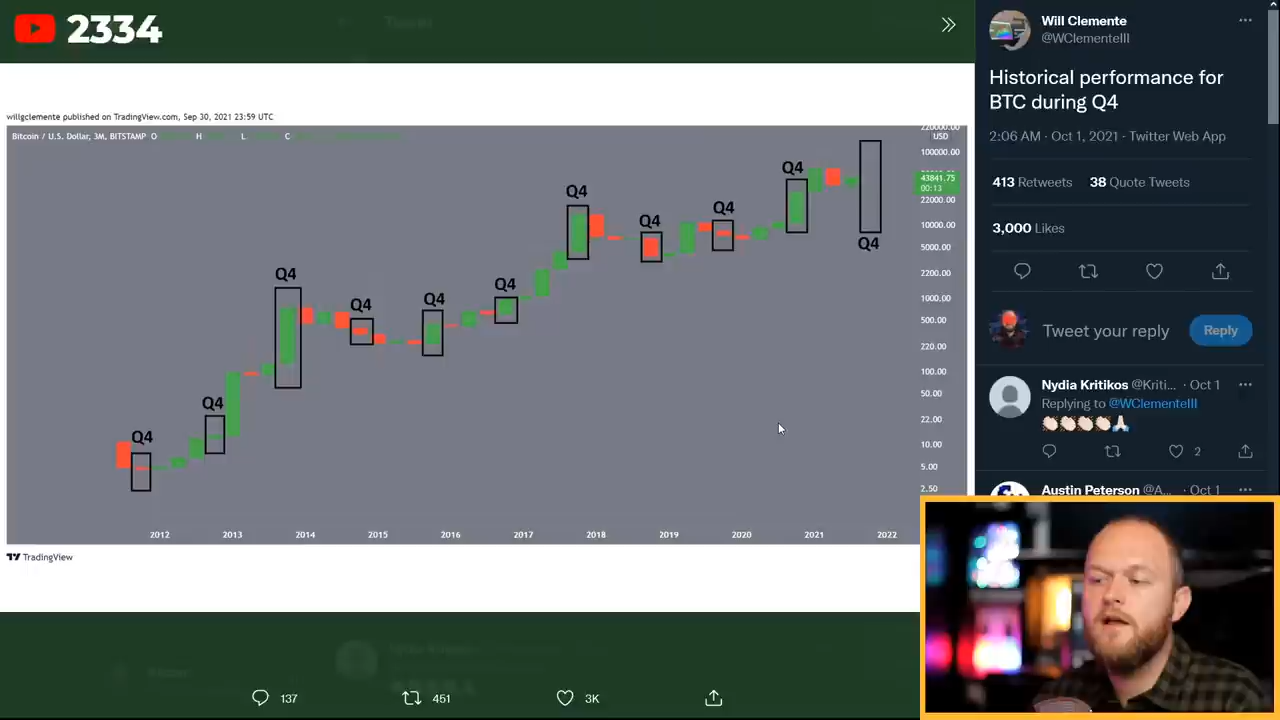 2334
willgclemente published on TradingView.com, Sep 30, 2021 23:59 UTC
Bitcoin / U.S. Dollar, 3M, BITSTAMP O H L C
220000.00
USD
100000.00
43841.75
00:13
22000.00
10000.00
5000.00
2200.00
1000.00
500.00
220.00
100.00
50.00
22.00
10.00
5.00
2.50
Q4
Q4
Q4
Q4
Q4
Q4
Q4
Q4
Q4
Q4
Q4
2012 2013 2014 2015 2016 2017 2018 2019 2020 2021 2022
TradingView
137 451 3K
Will Clemente
@WClementeIII
Historical performance for
BTC during Q4
2:06 AM · Oct 1, 2021 · Twitter Web App
413 Retweets 38 Quote Tweets
3,000 Likes
Tweet your reply Reply
Nydia Kritikos @Kriti... · Oct 1
Replying to @WClementeIII
👏🏻👏🏻👏🏻👏🏻🙏🏻
2
Austin Peterson @A... · Oct 1